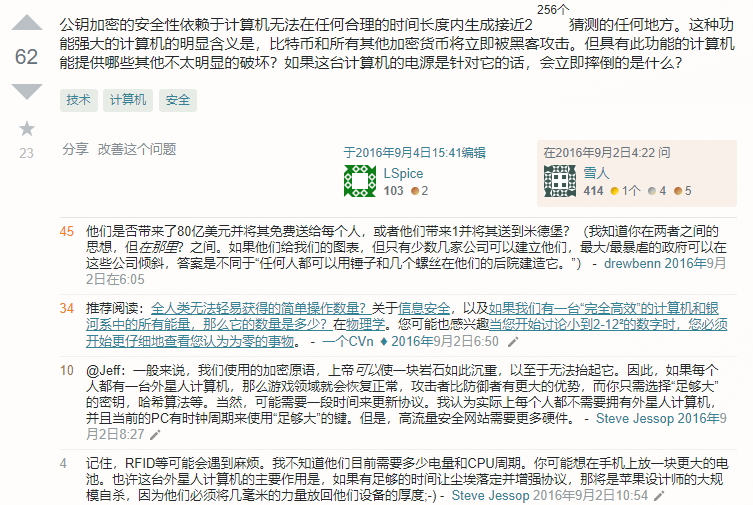 公钥加密的安全性依赖于计算机无法在任何合理的时间长度内生成接近2 256个 猜测的任何地方。这种功
能强大的计算机的明显含义是，比特币和所有其他加密货币将立即被黑客攻击。但具有此功能的计算机
能提供哪些其他不太明显的破坏？如果这台计算机的电源是针对它的话，会立即摔倒的是什么？
62
技术 计算机 安全
23
分享 改善这个问题
于2016年9月4日15:41编辑
LSpice
103 2
在2016年9月2日4:22 问
雪人
414 1个 4 5
45 他们是否带来了80亿美元并将其免费送给每个人，或者他们带来1并将其送到米德堡？（我知道你在两者之间的
思想，但在那里？之间。如果他们给我们的图表，但只有少数几家公司可以建立他们，最大/最暴虐的政府可以在
这些公司倾斜，答案是不同于“任何人都可以用锤子和几个螺丝在他们的后院建造它。”） - drewbenn 2016年9月
2日在6:05
34 推荐阅读：全人类无法轻易获得的简单操作数量？关于信息安全，以及如果我们有一台“完全高效”的计算机和银
河系中的所有能量，那么它的数量是多少？在物理学。您可能也感兴趣当您开始讨论小到2-12⁸的数字时，您必须
开始更仔细地查看您认为为零的事物。 - 一个CVn ♦ 2016年9月2日6:50
10 @Jeff：一般来说，我们使用的加密原语，上帝可以使一块岩石如此沉重，以至于无法抬起它。因此，如果每个
人都有一台外星人计算机，那么游戏领域就会恢复正常，攻击者比防御者有更大的优势，而你只需选择“足够大”
的密钥，哈希算法等。当然，可能需要一段时间来更新协议。我认为实际上每个人都不需要拥有外星人计算机，
并且当前的PC有时钟周期来使用“足够大”的键。但是，高流量安全网站需要更多硬件。 - Steve Jessop 2016年9
月2日8:27
4 记住，RFID等可能会遇到麻烦。我不知道他们目前需要多少电量和CPU周期。你可能想在手机上放一块更大的电
池。也许这台外星人计算机的主要作用是，如果有足够的时间让尘埃落定并增强协议，那将是苹果设计师的大规
模自杀，因为他们必须将几毫米的力量放回他们设备的厚度;-) - Steve Jessop 2016年9月2日10:54